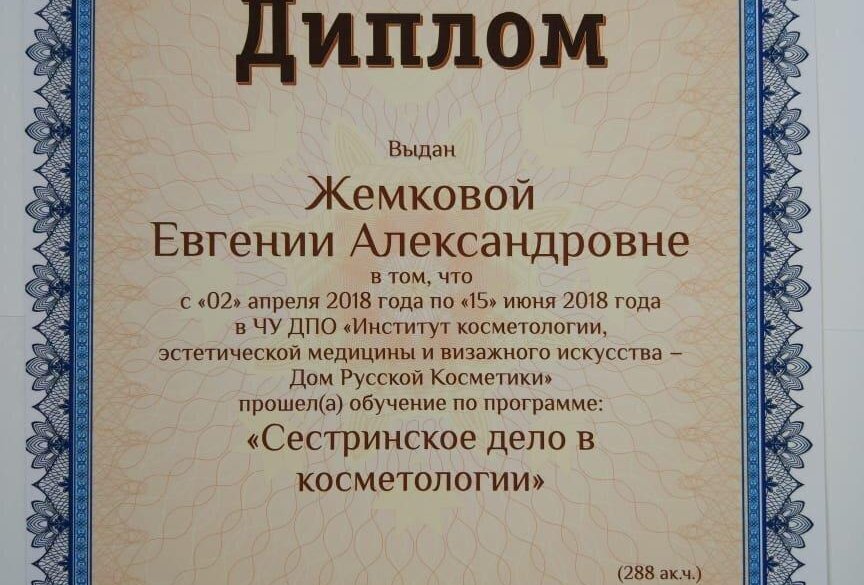 Диплом
Выдан
Жемковой
Евгении Александровне
в том, что
с «02» апреля 2018 года по «15» июня 2018 года
в ЧУ ДПО «Институт косметологии,
эстетической медицины и визажного искусства –
Дом Русской Косметики»
прошел(а) обучение по программе:
«Сестринское дело в
косметологии»
(288 ак.ч.)